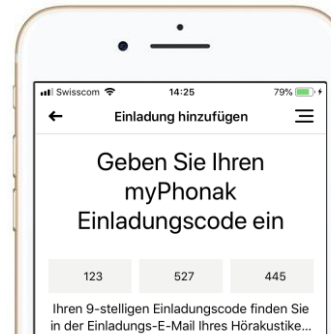 Swisscom 14:25 79%
Einladung hinzufügen
Geben Sie Ihren
myPhonak
Einladungscode ein
123 527 445
Ihren 9-stelligen Einladungscode finden Sie
in der Einladungs-E-Mail Ihres Hörakustike...